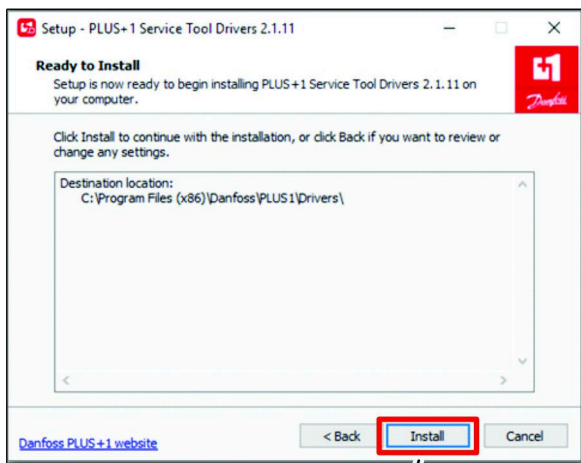 Setup - PLUS+1 Service Tool Drivers 2.1.11
Ready to Install
Setup is now ready to begin installing PLUS+1 Service Tool Drivers 2.1.11 on
your computer.
Danfoss
Click Install to continue with the installation, or click Back if you want to review or
change any settings.
Destination location:
C:\Program Files (x86)\Danfoss\PLUS1\Drivers\
Danfoss PLUS+1 website
< Back
Install
Cancel